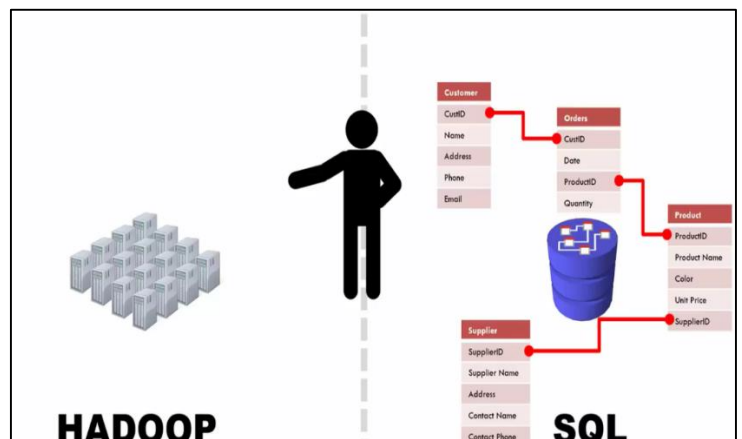 Customer
CustID
Name
Address
Phone
Email
Orders
CustID
Date
ProductID
Quantity
Product
ProductID
Product Name
Color
Unit Price
SupplierID
Supplier
SupplierID
Supplier Name
Address
Contact Name
Contact Phone
HADOOP
SQL